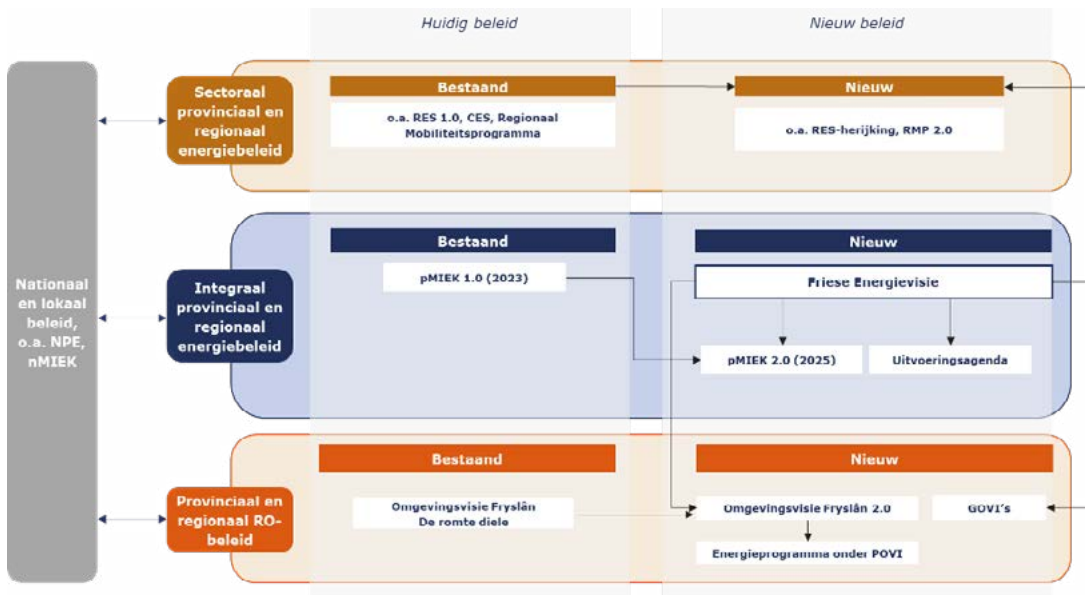 Huidig beleid
Nieuw beleid
Nationaal
en lokaal
beleid,
o.a. NPE,
nMIEK
Sectoraal
provinciaal en
regionaal
energiebeleid
Bestaand
o.a. RES 1.0, CES, Regionaal
Mobiliteitsprogramma
Nieuw
o.a. RES-herijking, RMP 2.0
Integraal
provinciaal en
regionaal
energiebeleid
Bestaand
pMIEK 1.0 (2023)
Nieuw
Friese Energievisie
pMIEK 2.0 (2025)
Uitvoeringsagenda
Provinciaal en
regionaal RO-
beleid
Bestaand
Omgevingsvisie Fryslân
De romte diele
Nieuw
Omgevingsvisie Fryslân 2.0
GOVI's
Energieprogramma onder POVI